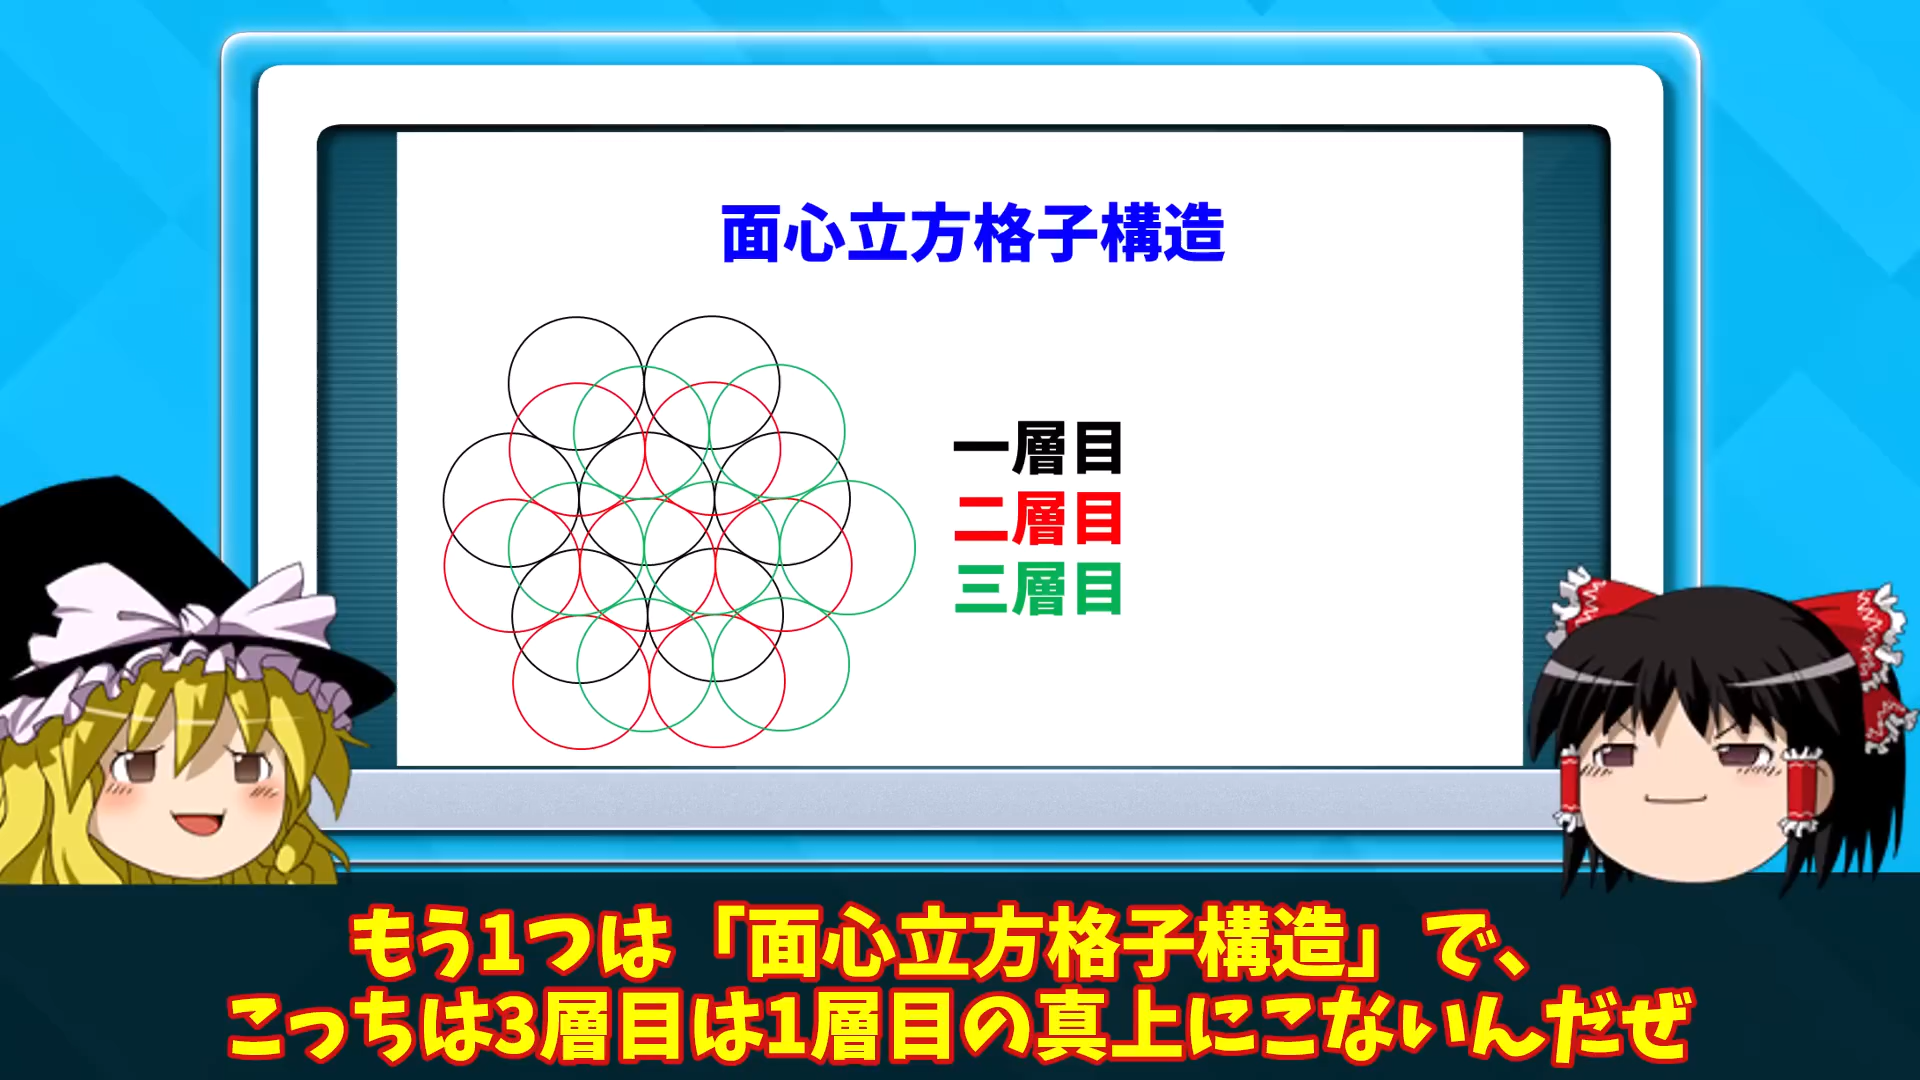 面心立方格子構造
一層目
二層目
三層目
もう1つは「面心立方格子構造」で、
こっちは3層目は1層目の真上にこないんだぜ